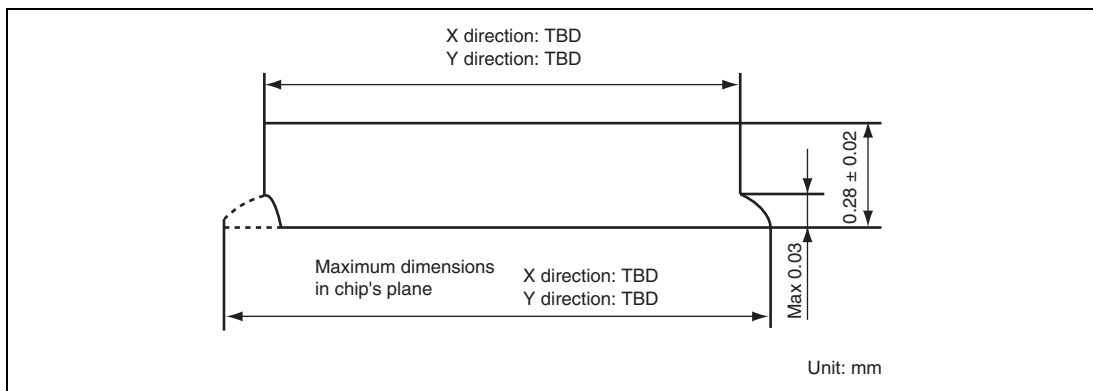 X direction: TBD
Y direction: TBD
0.28 ± 0.02
Max 0.03
Maximum dimensions
in chip's plane
X direction: TBD
Y direction: TBD
Unit: mm